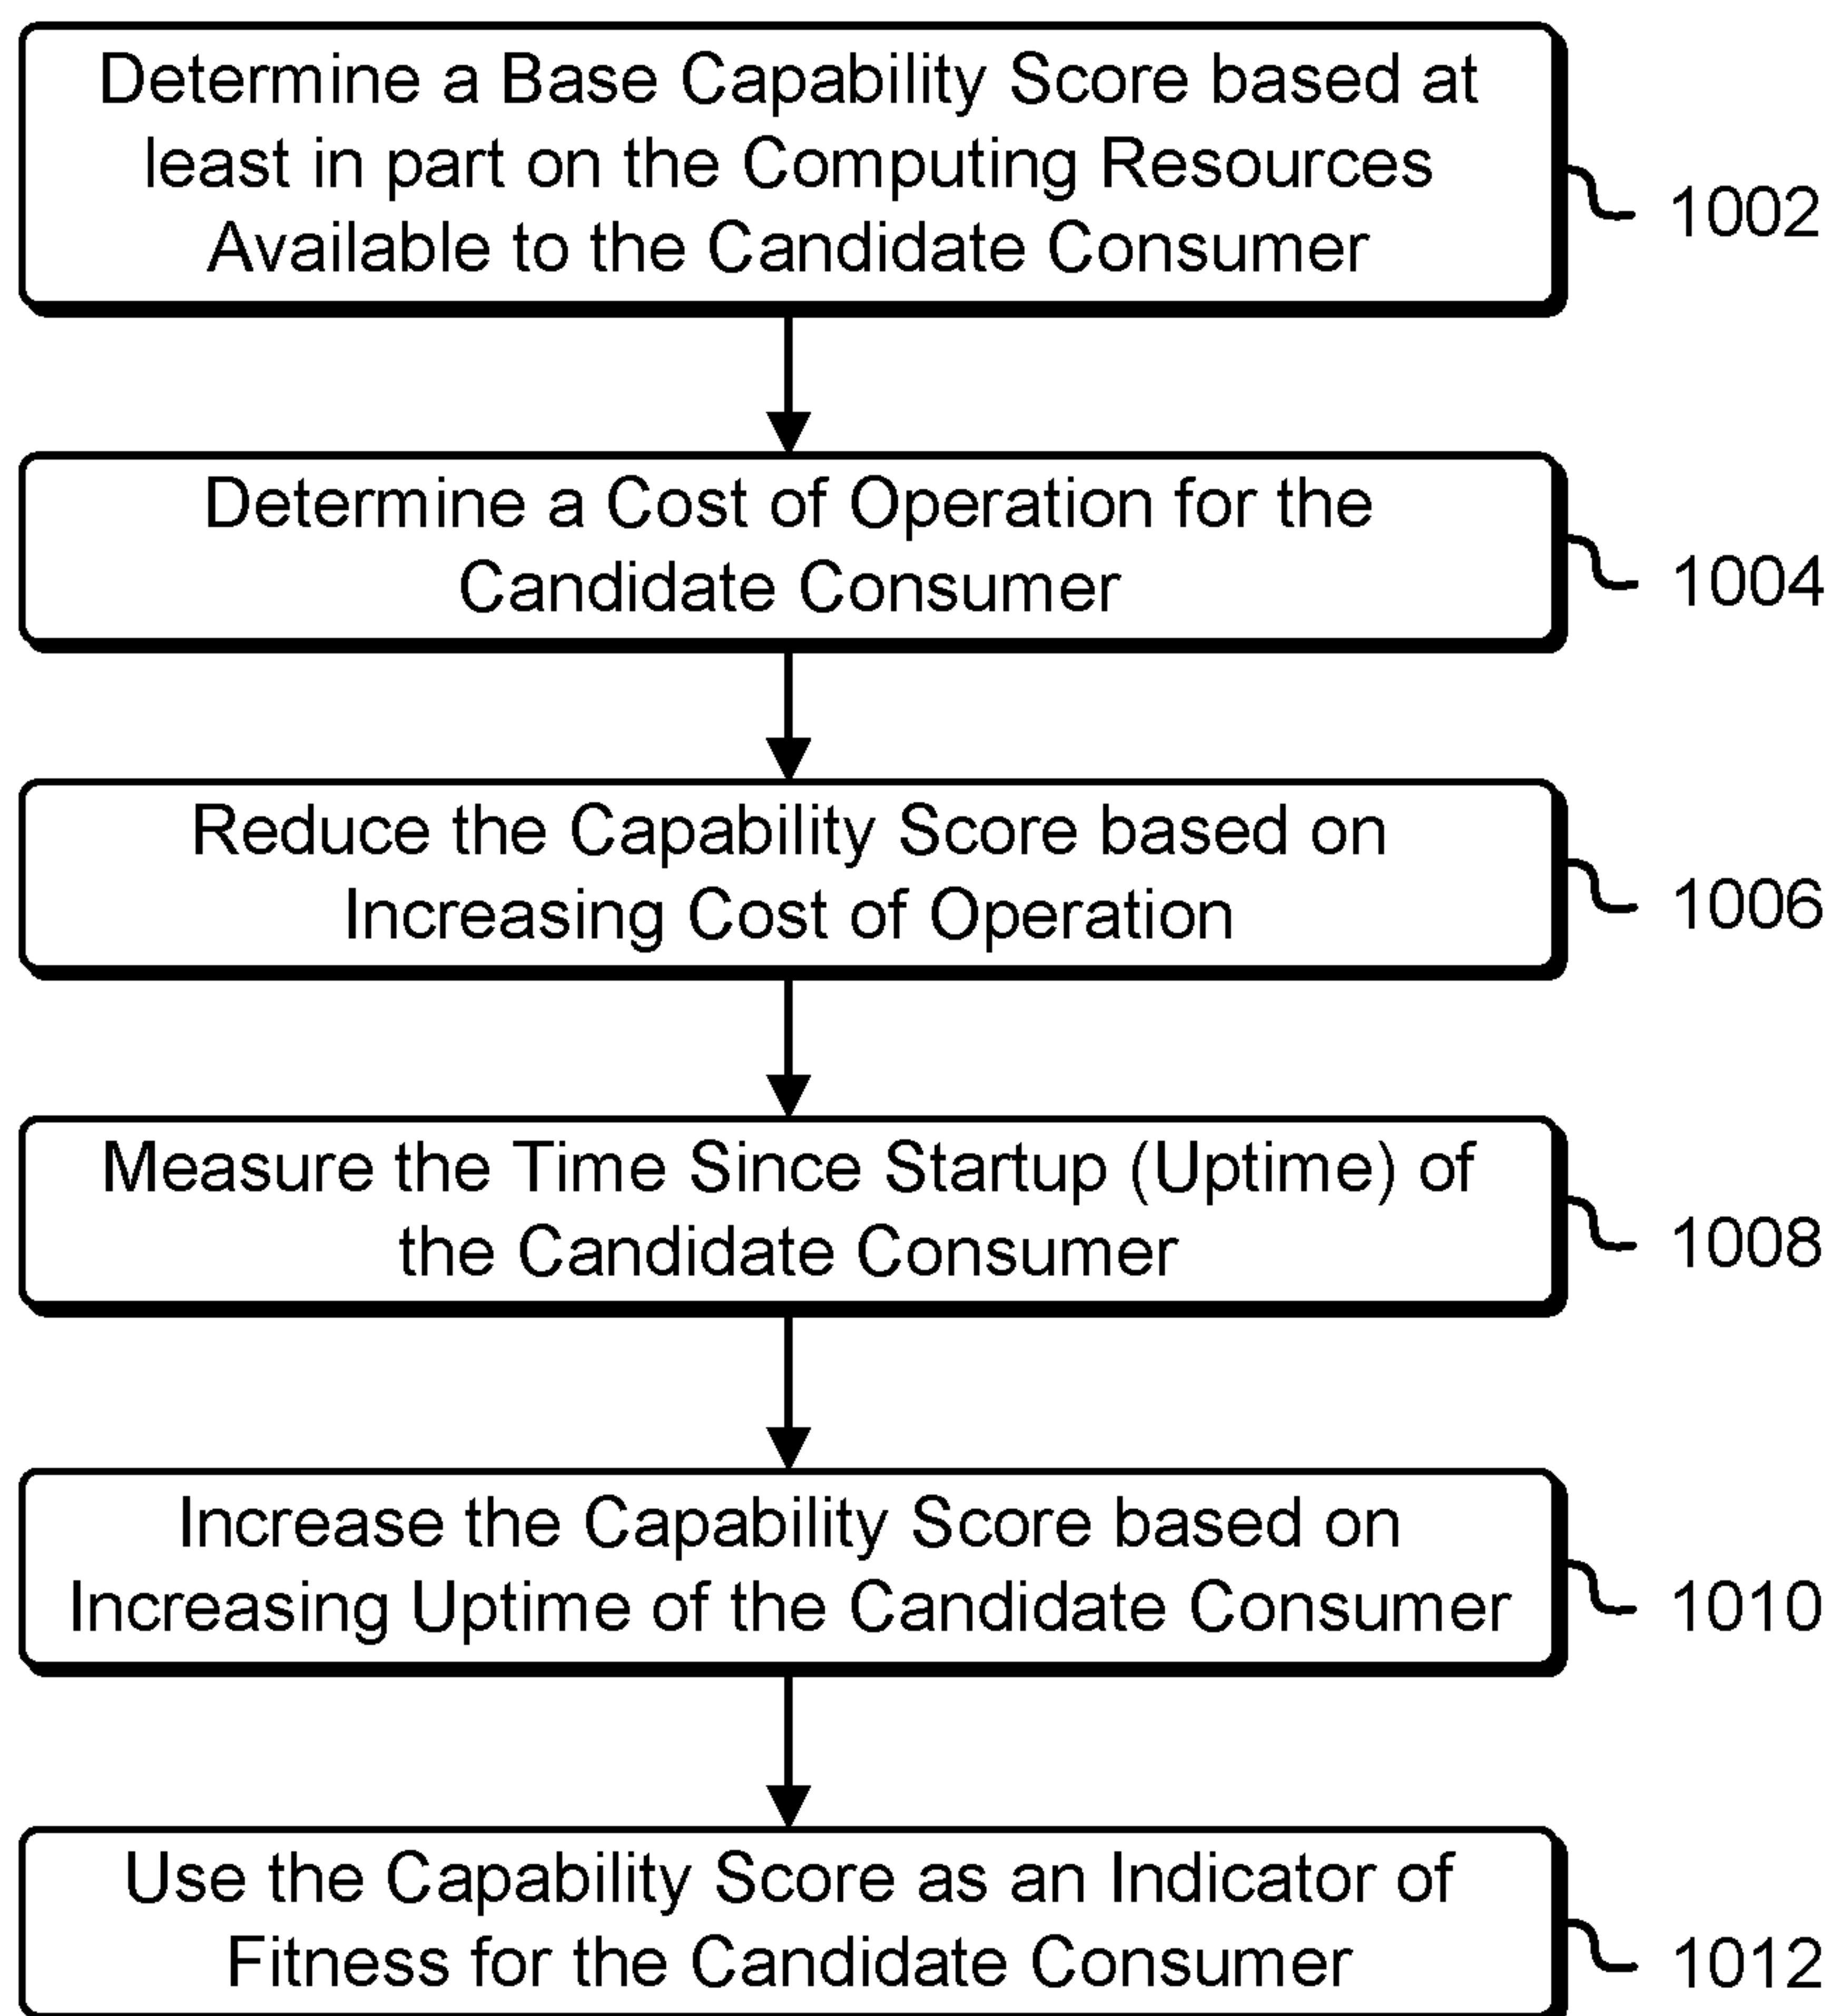 Determine a Base Capability Score based at
least in part on the Computing Resources
Available to the Candidate Consumer
1002
Determine a Cost of Operation for the
Candidate Consumer
1004
Reduce the Capability Score based on
Increasing Cost of Operation
1006
Measure the Time Since Startup (Uptime) of
the Candidate Consumer
1008
Increase the Capability Score based on
Increasing Uptime of the Candidate Consumer
1010
Use the Capability Score as an Indicator of
Fitness for the Candidate Consumer
1012